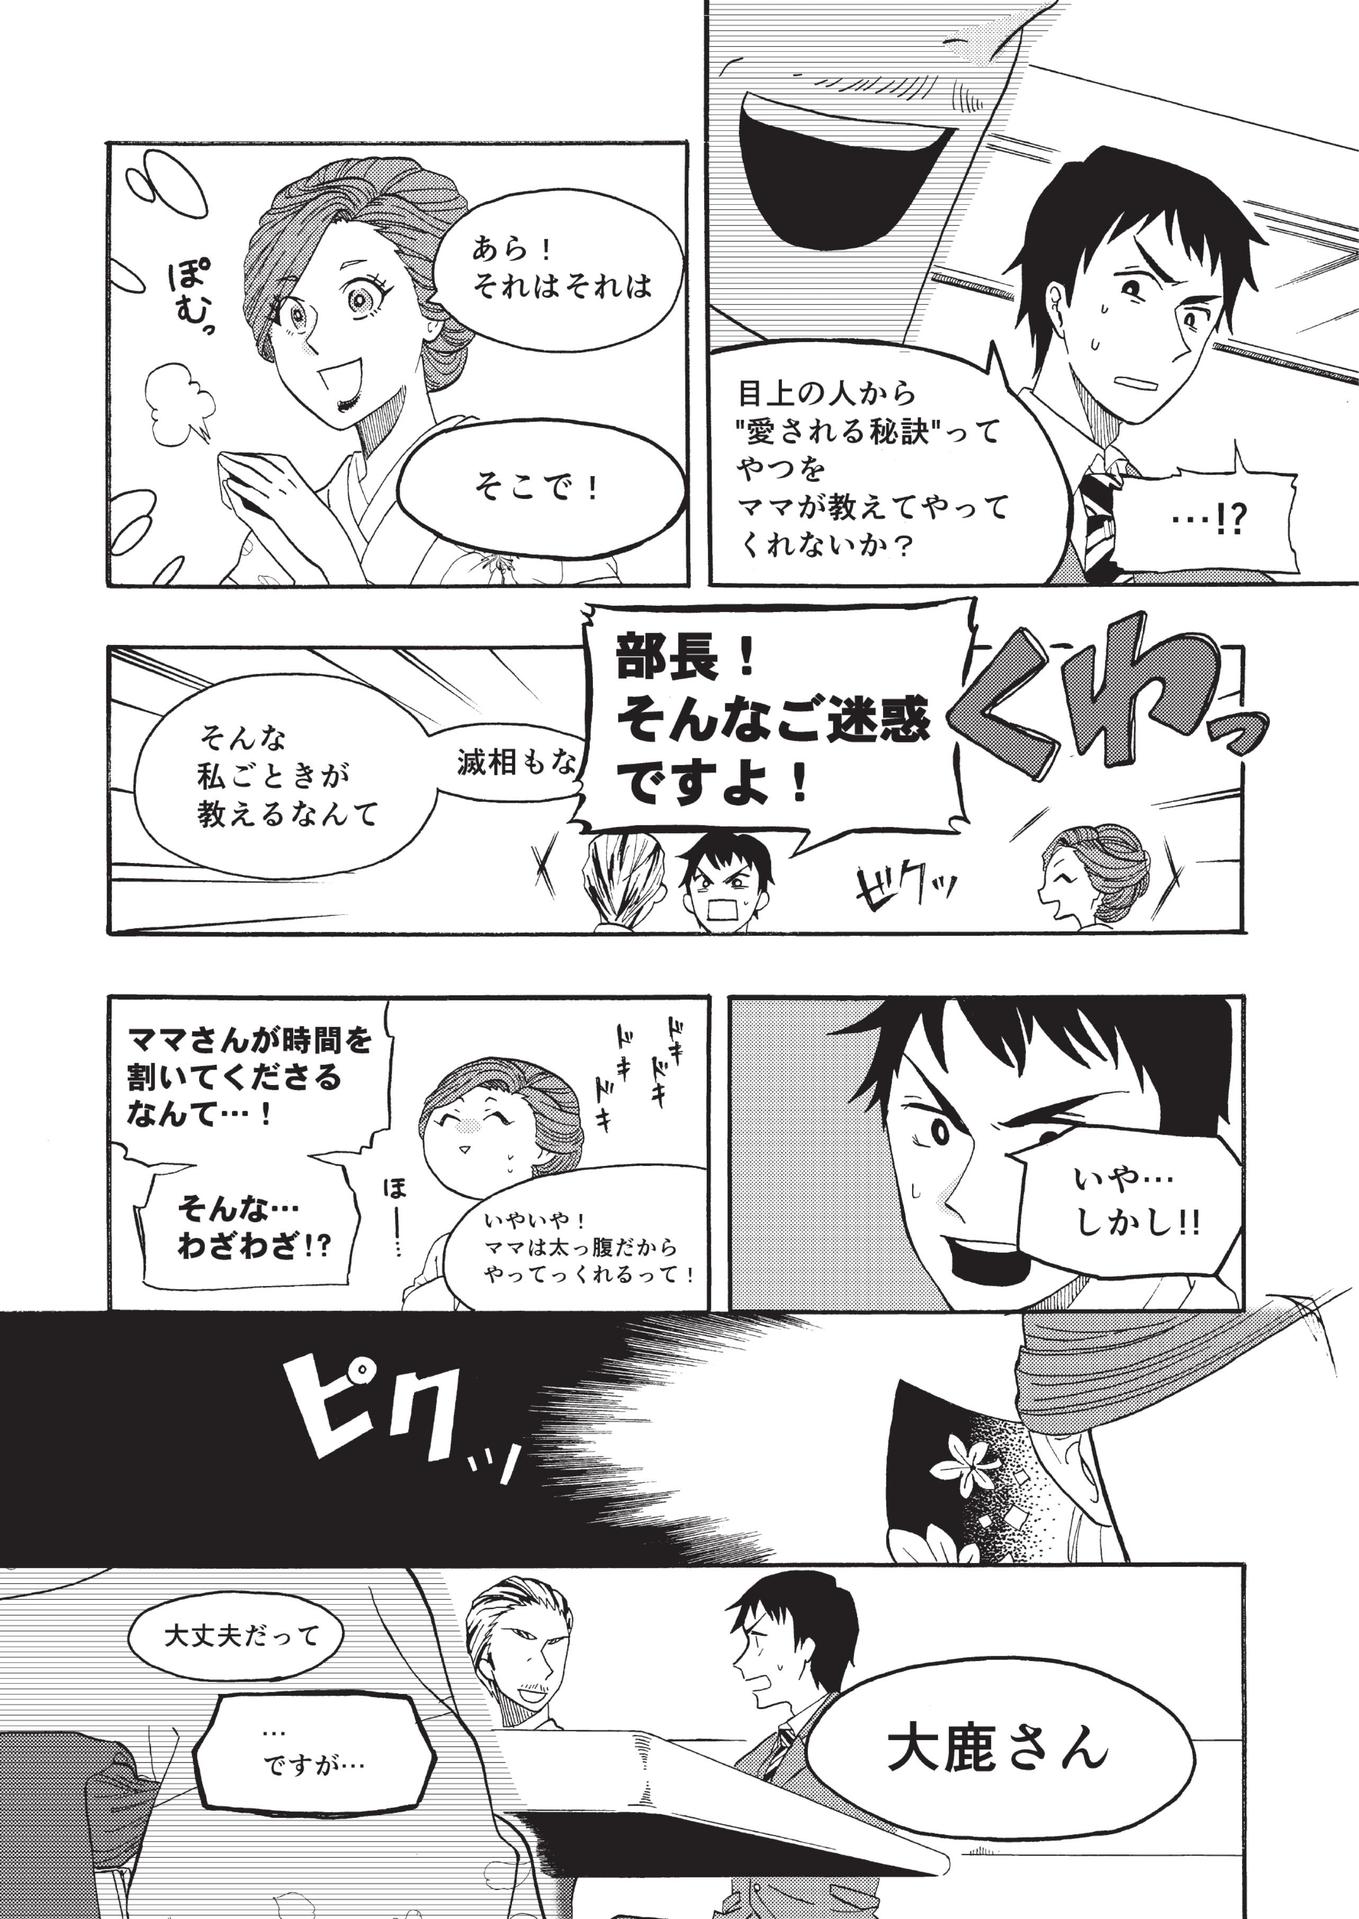 あら！
それはそれは
ぽむっ
そこで！
目上の人から
"愛される秘訣"って
やつを
ママが教えてやって
くれないか？
…!?
そんな
私ごときが
教えるなんて
滅相もな
部長！
そんなご迷惑
ですよ！
くわっ
ビクッ
ママさんが時間を
割いてくださる
なんて…！
そんな…
わざわざ!?
ほー…
ドキドキ
ドキドキ
いやいや！
ママは太っ腹だから
やってっくれるって！
いや…
しかし!!
ピクッ
大丈夫だって
…
ですが…
大鹿さん